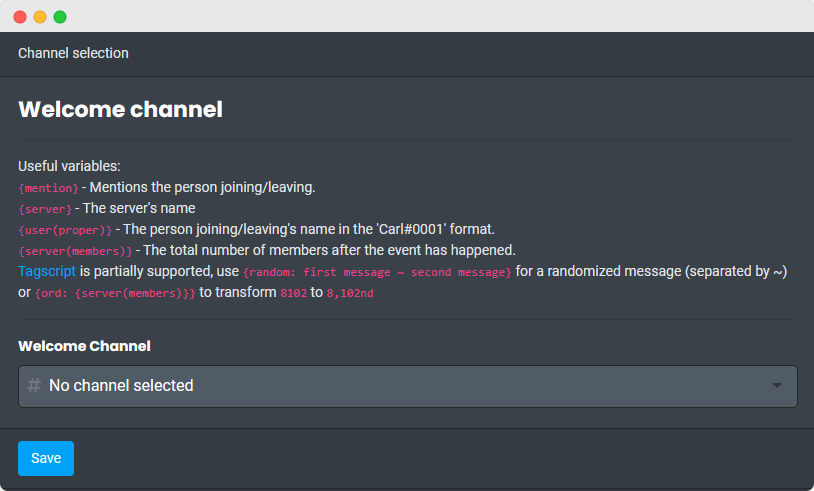 Channel selection
Welcome channel
Useful variables:
{mention} - Mentions the person joining/leaving.
{server} - The server's name
{user(proper)} - The person joining/leaving's name in the 'Carl#0001' format.
{server(members)} - The total number of members after the event has happened.
Tagscript is partially supported, use {random: first message ~ second message} for a randomized message (separated by ~)
or {ord: {server(members)}} to transform 8102 to 8,102nd
Welcome Channel
# No channel selected
Save